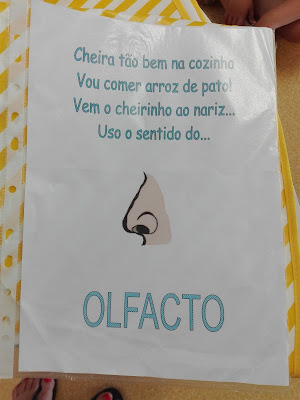 Cheira tão bem na cozinha
Vou comer arroz de pato!
Vem o cheirinho ao nariz...
Uso o sentido do...
OLFACTO